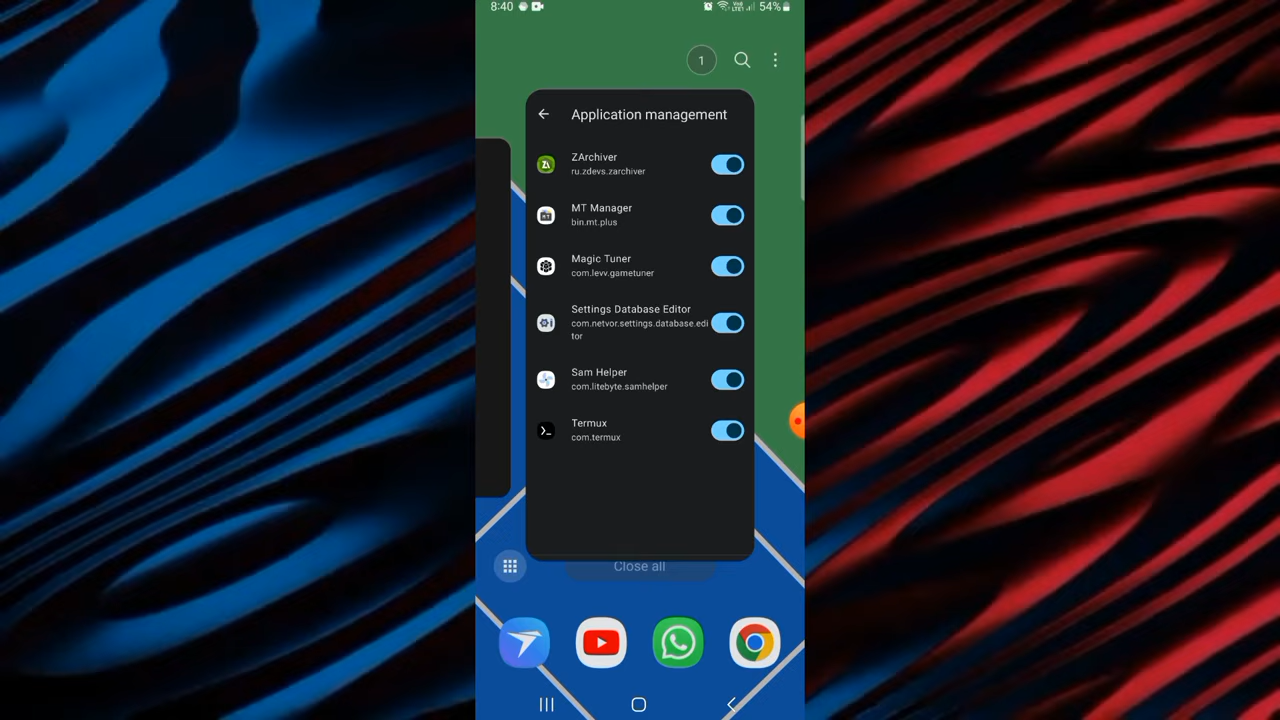 8:40
54%
1
Application management
ZArchiver
ru.zdevs.zarchiver
MT Manager
bin.mt.plus
Magic Tuner
com.levv.gametuner
Settings Database Editor
com.netvor.settings.database.edi
tor
Sam Helper
com.litebyte.samhelper
Termux
com.termux
Close all